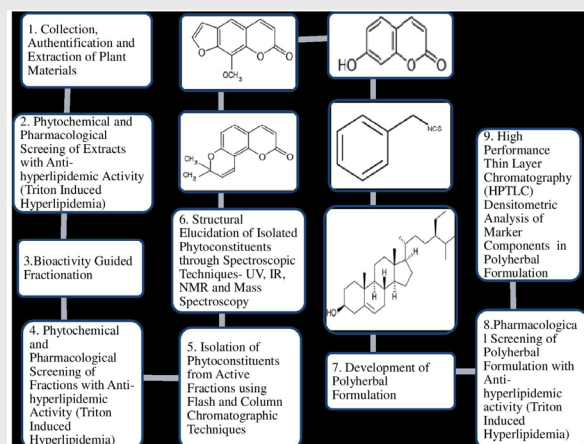 1. Collection,
Authentification and
Extraction of Plant
Materials
2. Phytochemical and
Pharmacological
Screeing of Extracts
with Anti-
hyperlipidemic Activity
(Triton Induced
Hyperlipidemia)
3.Bioactivity Guided
Fractionation
4. Phytochemical
and
Pharmacological
Screening of
Fractions with Anti-
hyperlipidemic
Activity (Triton
Induced
Hyperlipidemia)
5. Isolation of
Phytoconstituents
from Active
Fractions using
Flash and Column
Chromatographic
Techniques
6. Structural
Elucidation of Isolated
Phytoconstituents
through Spectroscopic
Techniques- UV, IR,
NMR and Mass
Spectroscopy
CH3
CH3
O
O
O
O
O
O
OCH3
HO
O
O
NCS
H
H
H
HO
7. Development of
Polyherbal
Formulation
8.Pharmacologica
l Screening of
Polyherbal
Formulation with
Anti-
hyperlipidemic
activity (Triton
Induced
Hyperlipidemia)
9. High
Performance
Thin Layer
Chromatography
(HPTLC)
Densitometric
Analysis of
Marker
Components in
Polyherbal
Formulation